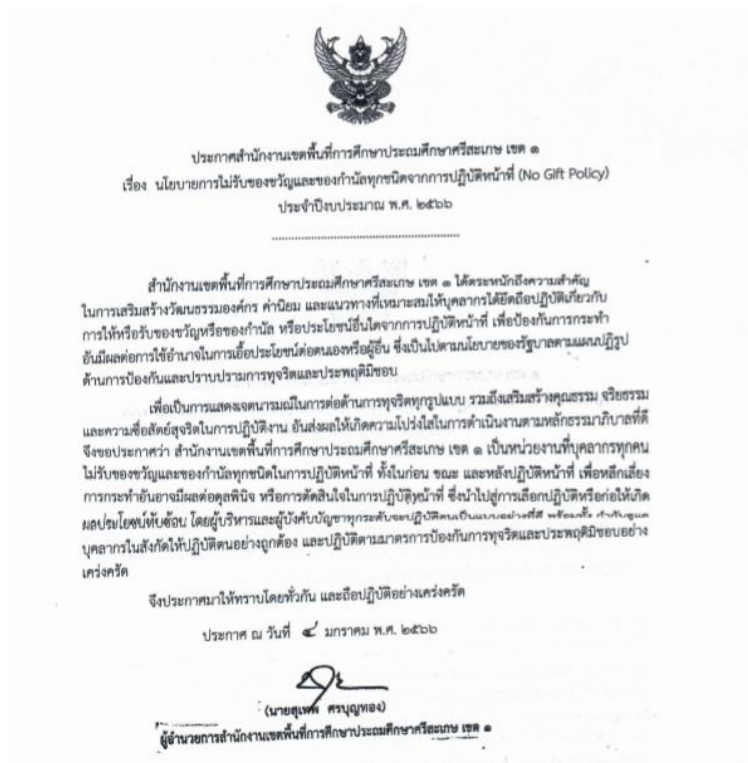 ประกาศสำนักงานเขตพื้นที่การศึกษาประถมศึกษาศรีสะเกษ เขต ๑
เรื่อง นโยบายการไม่รับของขวัญและของกำนัลทุกชนิดจากการปฏิบัติหน้าที่ (No Gift Policy)
ประจำปีงบประมาณ พ.ศ. ๒๕๖๖
สำนักงานเขตพื้นที่การศึกษาประถมศึกษาศรีสะเกษ เขต ๑ ได้ตระหนักถึงความสำคัญ
ในการเสริมสร้างวัฒนธรรมองค์กร ค่านิยม และแนวทางที่เหมาะสมให้บุคลากรได้ยึดถือปฏิบัติเกี่ยวกับ
การให้หรือรับของขวัญหรือของกำนัล หรือประโยชน์อื่นใดจากการปฏิบัติหน้าที่ เพื่อป้องกันการกระทำ
อันมีผลต่อการใช้อำนาจในการเอื้อประโยชน์ต่อตนเองหรือผู้อื่น ซึ่งเป็นไปตามนโยบายของรัฐบาลตามแผนปฏิรูป
ด้านการป้องกันและปราบปรามการทุจริตและประพฤติมิชอบ
เพื่อเป็นการแสดงเจตนารมณ์ในการต่อต้านการทุจริตทุกรูปแบบ รวมถึงเสริมสร้างคุณธรรม จริยธรรม
และความซื่อสัตย์สุจริตในการปฏิบัติงาน อันส่งผลให้เกิดความโปร่งใสในการดำเนินงานตามหลักธรรมาภิบาลที่ดี
จึงขอประกาศว่า สำนักงานเขตพื้นที่การศึกษาประถมศึกษาศรีสะเกษ เขต ๑ เป็นหน่วยงานที่บุคลากรทุกคน
ไม่รับของขวัญและของกำนัลทุกชนิดในการปฏิบัติหน้าที่ ทั้งในก่อน ขณะ และหลังปฏิบัติหน้าที่ เพื่อหลีกเลี่ยง
การกระทำอันอาจมีผลต่อดุลพินิจ หรือการตัดสินใจในการปฏิบัติหน้าที่ ซึ่งนำไปสู่การเลือกปฏิบัติหรือก่อให้เกิด
ผลประโยชน์ทับซ้อน โดยผู้บริหารและผู้บังคับบัญชาทุกระดับจะปฏิบัติตนเป็นแบบอย่างที่ดี พร้อมทั้ง กำกับดูแล
บุคลากรในสังกัดให้ปฏิบัติตนอย่างถูกต้อง และปฏิบัติตามมาตรการป้องกันการทุจริตและประพฤติมิชอบอย่าง
เคร่งครัด
จึงประกาศมาให้ทราบโดยทั่วกัน และถือปฏิบัติอย่างเคร่งครัด
ประกาศ ณ วันที่ ๔ มกราคม พ.ศ. ๒๕๖๖
(นายสุเทพ ศรบุญทอง)
ผู้อำนวยการสำนักงานเขตพื้นที่การศึกษาประถมศึกษาศรีสะเกษ เขต ๑